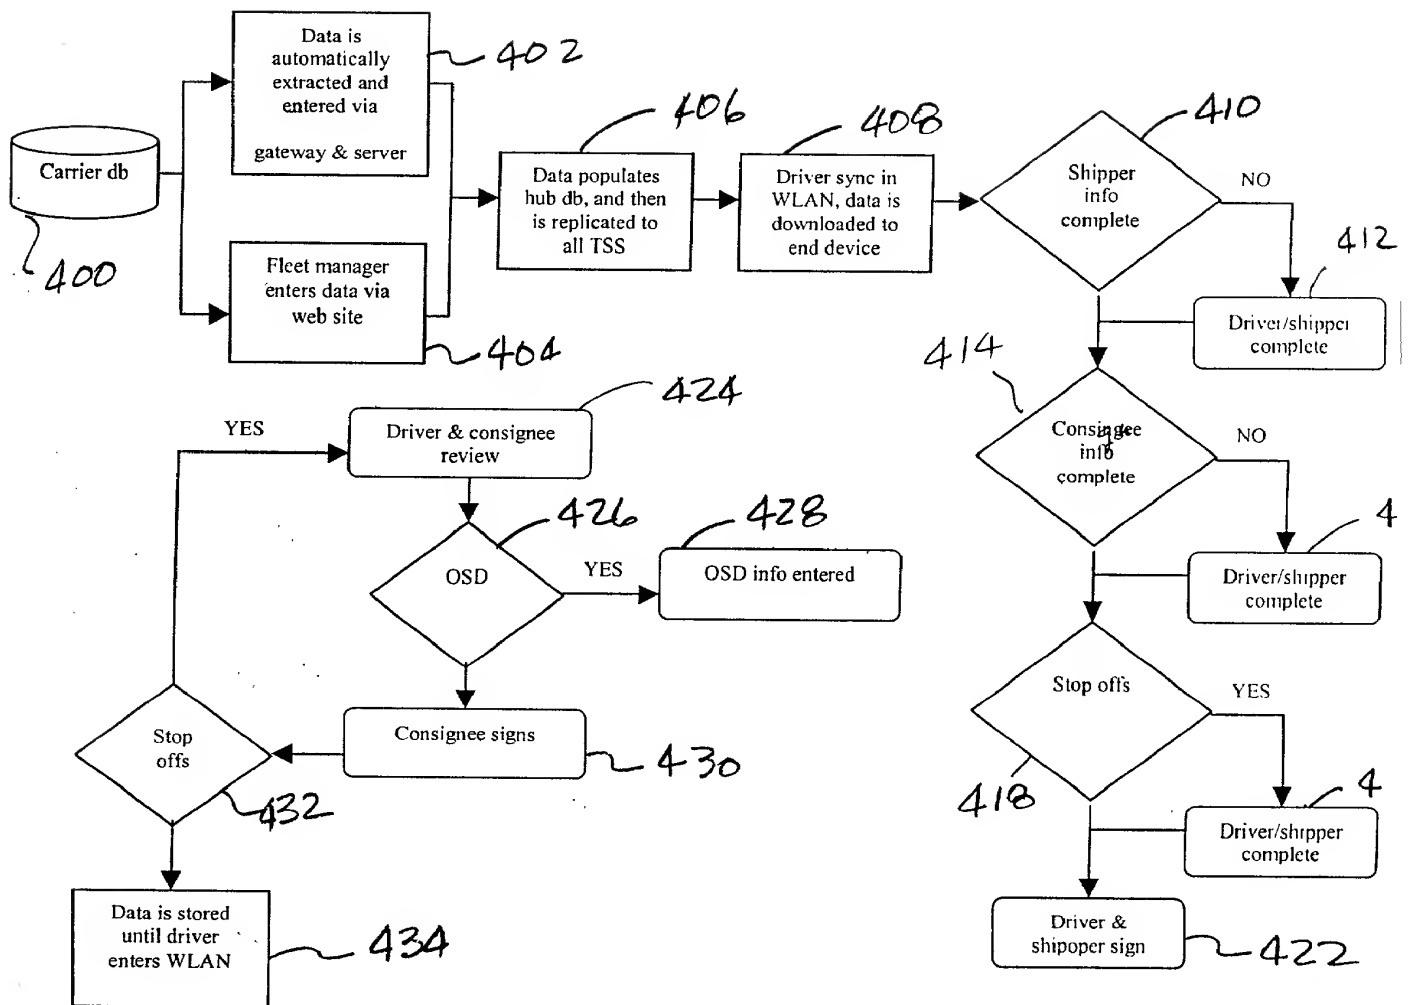 Data is
automatically
extracted and
entered via
gateway & server
402
Carrier db
400
Fleet manager
enters data via
web site
404
406
Data populates
hub db, and then
is replicated to
all TSS
408
Driver sync in
WLAN, data is
downloaded to
end device
410
Shipper
info
complete
NO
412
Driver/shipper
complete
414
Consingee
info
complete
NO
4
Driver/shipper
complete
Stop offs
YES
418
4
Driver/shipper
complete
Driver &
shipoper sign
422
YES
424
Driver & consignee
review
426
OSD
YES
428
OSD info entered
Consignee signs
430
Stop
offs
432
Data is stored
until driver
enters WLAN
434